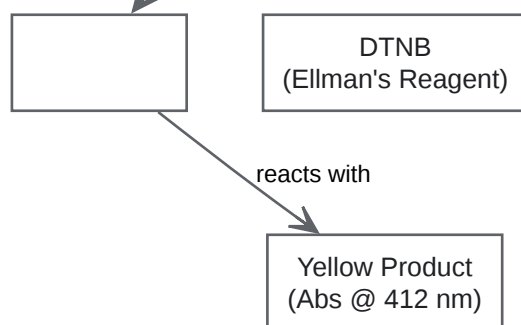 DTNB
(Ellman's Reagent)
reacts with
Yellow Product
(Abs @ 412 nm)